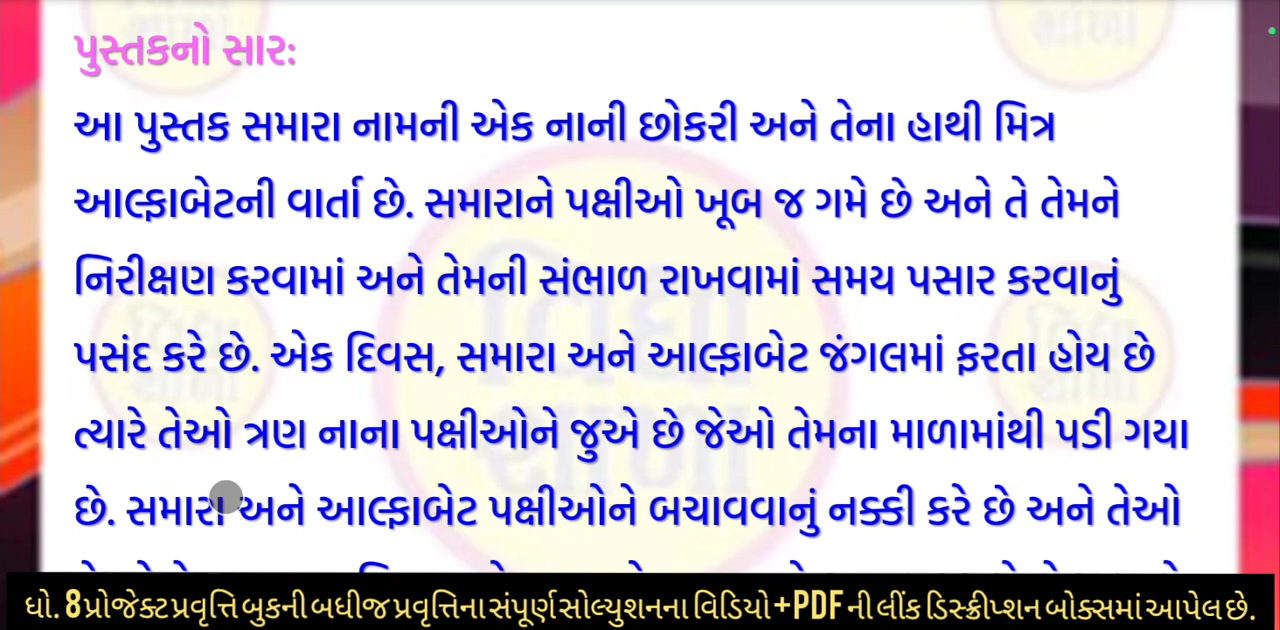 પુસ્તકનો સાર:
આ પુસ્તક સમારા નામની એક નાની છોકરી અને તેના હાથી મિત્ર
આલ્ફાબેટની વાર્તા છે. સમારાને પક્ષીઓ ખૂબ જ ગમે છે અને તે તેમને
નિરીક્ષણ કરવામાં અને તેમની સંભાળ રાખવામાં સમય પસાર કરવાનું
પસંદ કરે છે. એક દિવસ, સમારા અને આલ્ફાબેટ જંગલમાં ફરતા હોય છે
ત્યારે તેઓ ત્રણ નાના પક્ષીઓને જુએ છે જેઓ તેમના માળામાંથી પડી ગયા
છે. સમારા અને આલ્ફાબેટ પક્ષીઓને બચાવવાનું નક્કી કરે છે અને તેઓ
ધો. 8 પ્રોજેક્ટ પ્રવૃત્તિ બુકની બધીજ પ્રવૃત્તિના સંપૂર્ણ સોલ્યુશનના વિડિયો + PDF ની લીંક ડિસ્ક્રીપ્શન બોક્સમાં આપેલ છે.